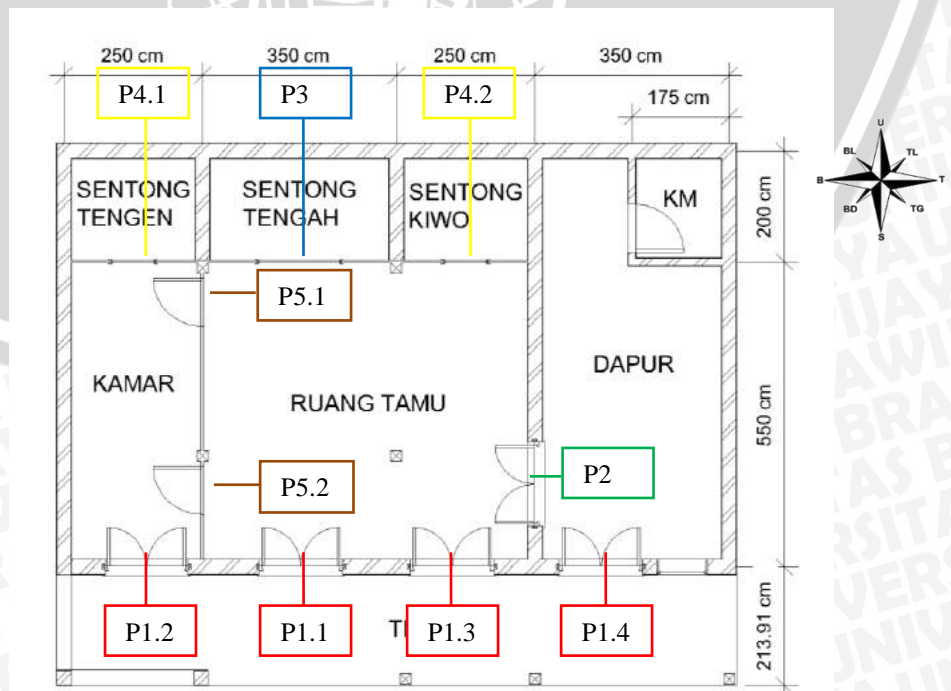 250 cm
350 cm
250 cm
350 cm
P4.1
P3
P4.2
175 cm
SENTONG
TENGEN
SENTONG
TENGAH
SENTONG
KIWO
KM
200 cm
U
BL
TL
B
T
BD
TG
S
P5.1
KAMAR
RUANG TAMU
DAPUR
550 cm
P5.2
P2
P1.2
P1.1
P1.3
P1.4
213.91 cm